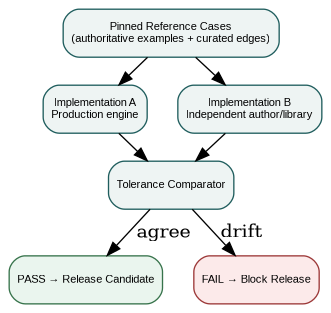 Pinned Reference Cases
(authoritative examples + curated edges)
Implementation A
Production engine
Implementation B
Independent author/library
Tolerance Comparator
agree
drift
PASS → Release Candidate
FAIL → Block Release